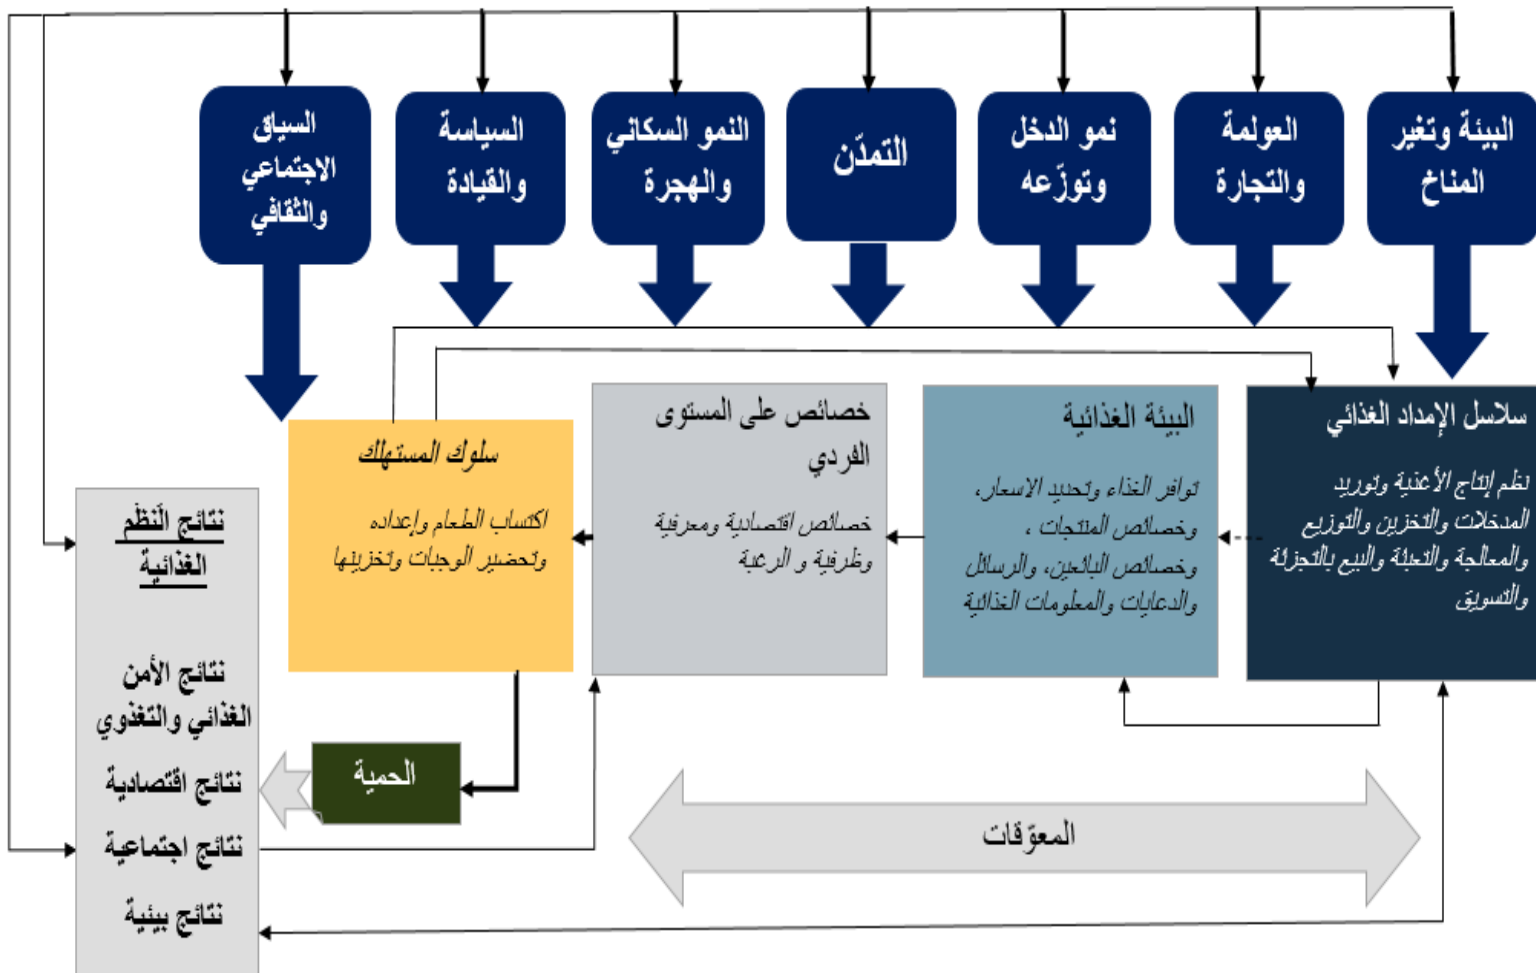 البيئة وتغير
المناخ
العولمة
والتجارة
نمو الدخل
وتوزّعه
التمدّن
النمو السكاني
والهجرة
السياسة
والقيادة
السياق
الاجتماعي
والثقافي
سلاسل الإمداد الغذائي
نظم إنتاج الأغذية وتوريد
المدخلات والتخزين والتوزيع
والمعالجة والتعبئة والبيع بالتجزئة
والتسويق
البيئة الغذائية
توافر الغذاء وتحديد الاسعار،
وخصائص المنتجات ،
وخصائص البائعين، والرسائل
والدعايات والمعلومات الغذائية
خصائص على المستوى
الفردي
خصائص اقتصادية ومعرفية
وظرفية و الرغبة
سلوك المستهلك
اكتساب الطعام وإعداده
وتحضير الوجبات وتخزينها
الحمية
المعوّقات
نتائج النظم
الغذائية
نتائج الأمن
الغذائي والتغذوي
نتائج اقتصادية
نتائج اجتماعية
نتائج بيئية